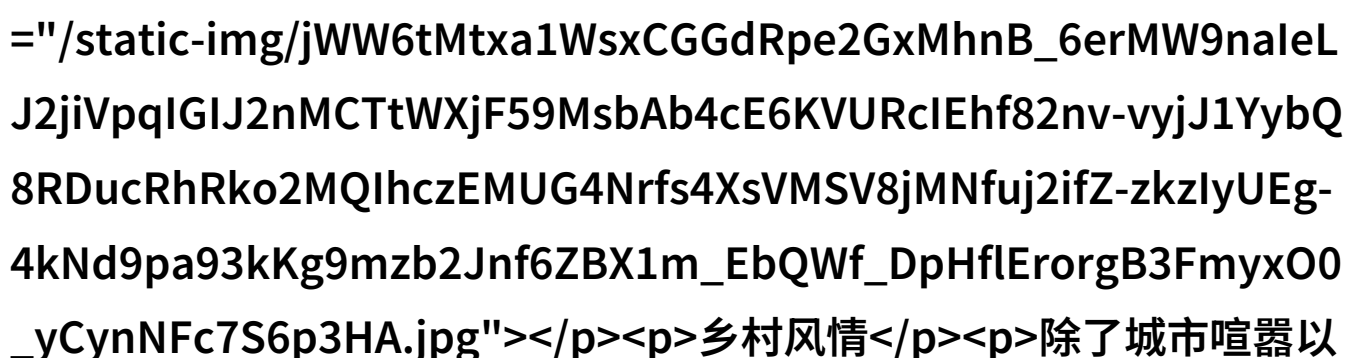 ="/static-img/jWW6tMtxa1WsxCGGdRpe2GxMhnB_6erMW9naIeL
J2jiVpqIGIJ2nMCTtWXjF59MsbAb4cE6KVURcIEhf82nv-vyjJ1YybQ
8RDucRhRko2MQIhczEMUG4Nrfs4XsVMSV8jMNfuj2ifZ-zkzIyUEg-
4kNd9pa93kKg9mzb2Jnf6ZBX1m_EbQWf_DpHflErorgB3FmyxO0
_yCynNFc7S6p3HA.jpg"></p><p>乡村风情</p><p>除了城市喧嚣以